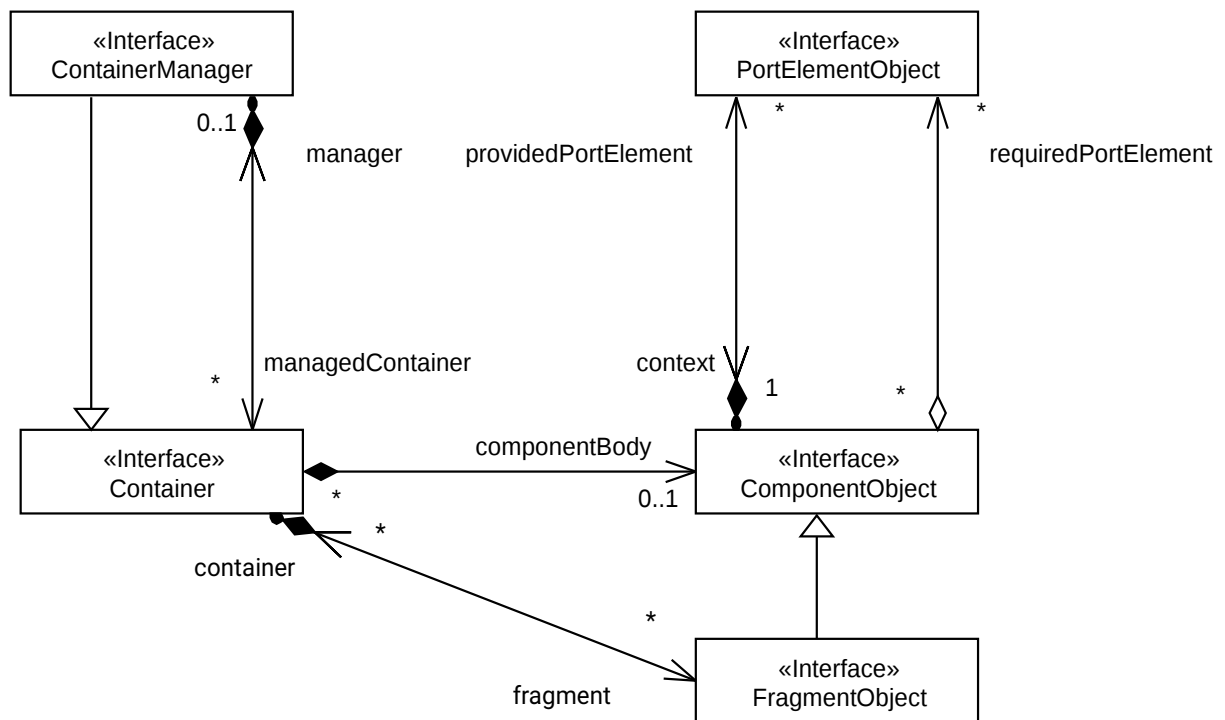 «Interface»
ContainerManager
«Interface»
PortElementObject
0..1
*
*
manager
providedPortElement
requiredPortElement
managedContainer
context
*
1
*
«Interface»
Container
componentBody
«Interface»
ComponentObject
*
0..1
*
container
*
«Interface»
FragmentObject
fragment